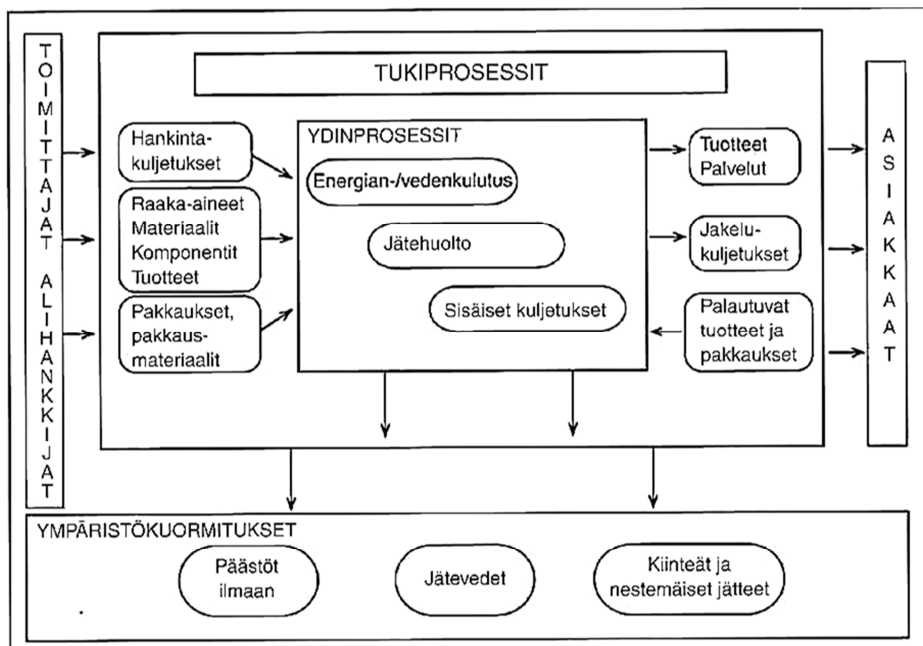 TOIMITTAJAT ALIHANKKIJAT
TUKIPROSESSIT
Hankinta-
kuljetukset
Raaka-aineet
Materiaalit
Komponentit
Tuotteet
Pakkaukset,
pakkaus-
materiaalit
YDINPROSESSIT
Energian-/vedenkulutus
Jätehuolto
Sisäiset kuljetukset
Tuotteet
Palvelut
Jakelu-
kuljetukset
Palautuvat
tuotteet ja
pakkaukset
ASIAKKAAT
YMPÄRISTÖKUORMITUKSET
Päästöt
ilmaan
Jätevedet
Kiinteät ja
nestemäiset jätteet